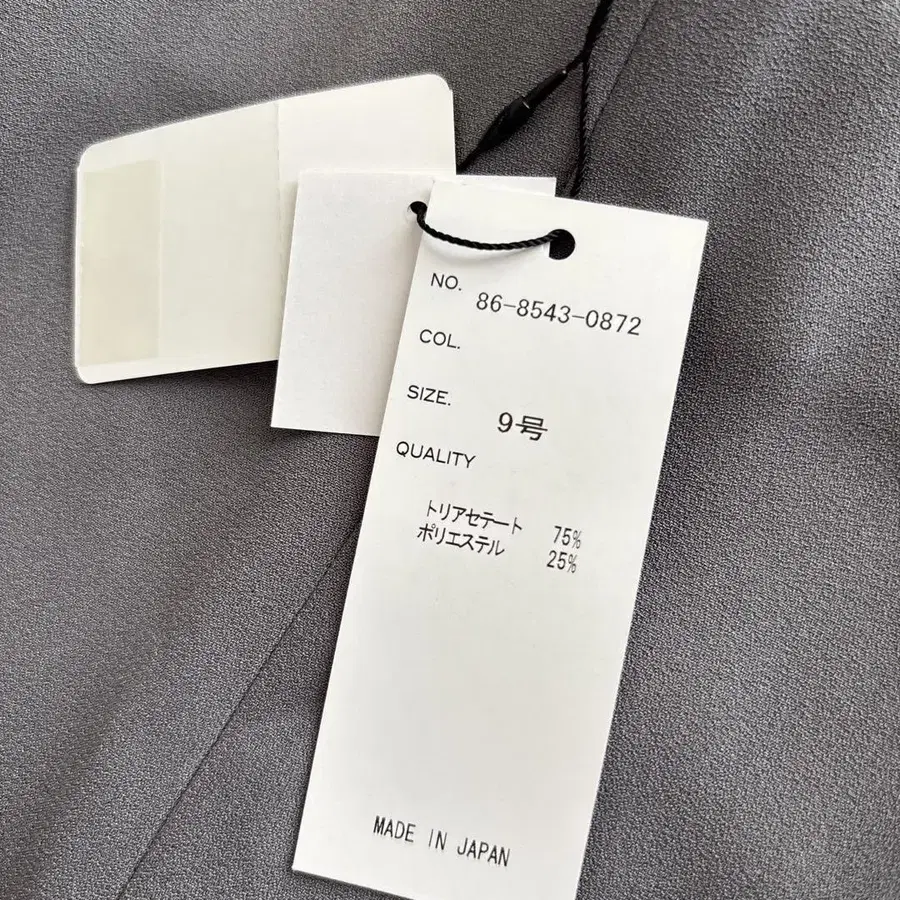 NO. 86-8543-0872
COL.
SIZE. 9号
QUALITY
トリアセテート 75%
ポリエステル 25%
MADE IN JAPAN